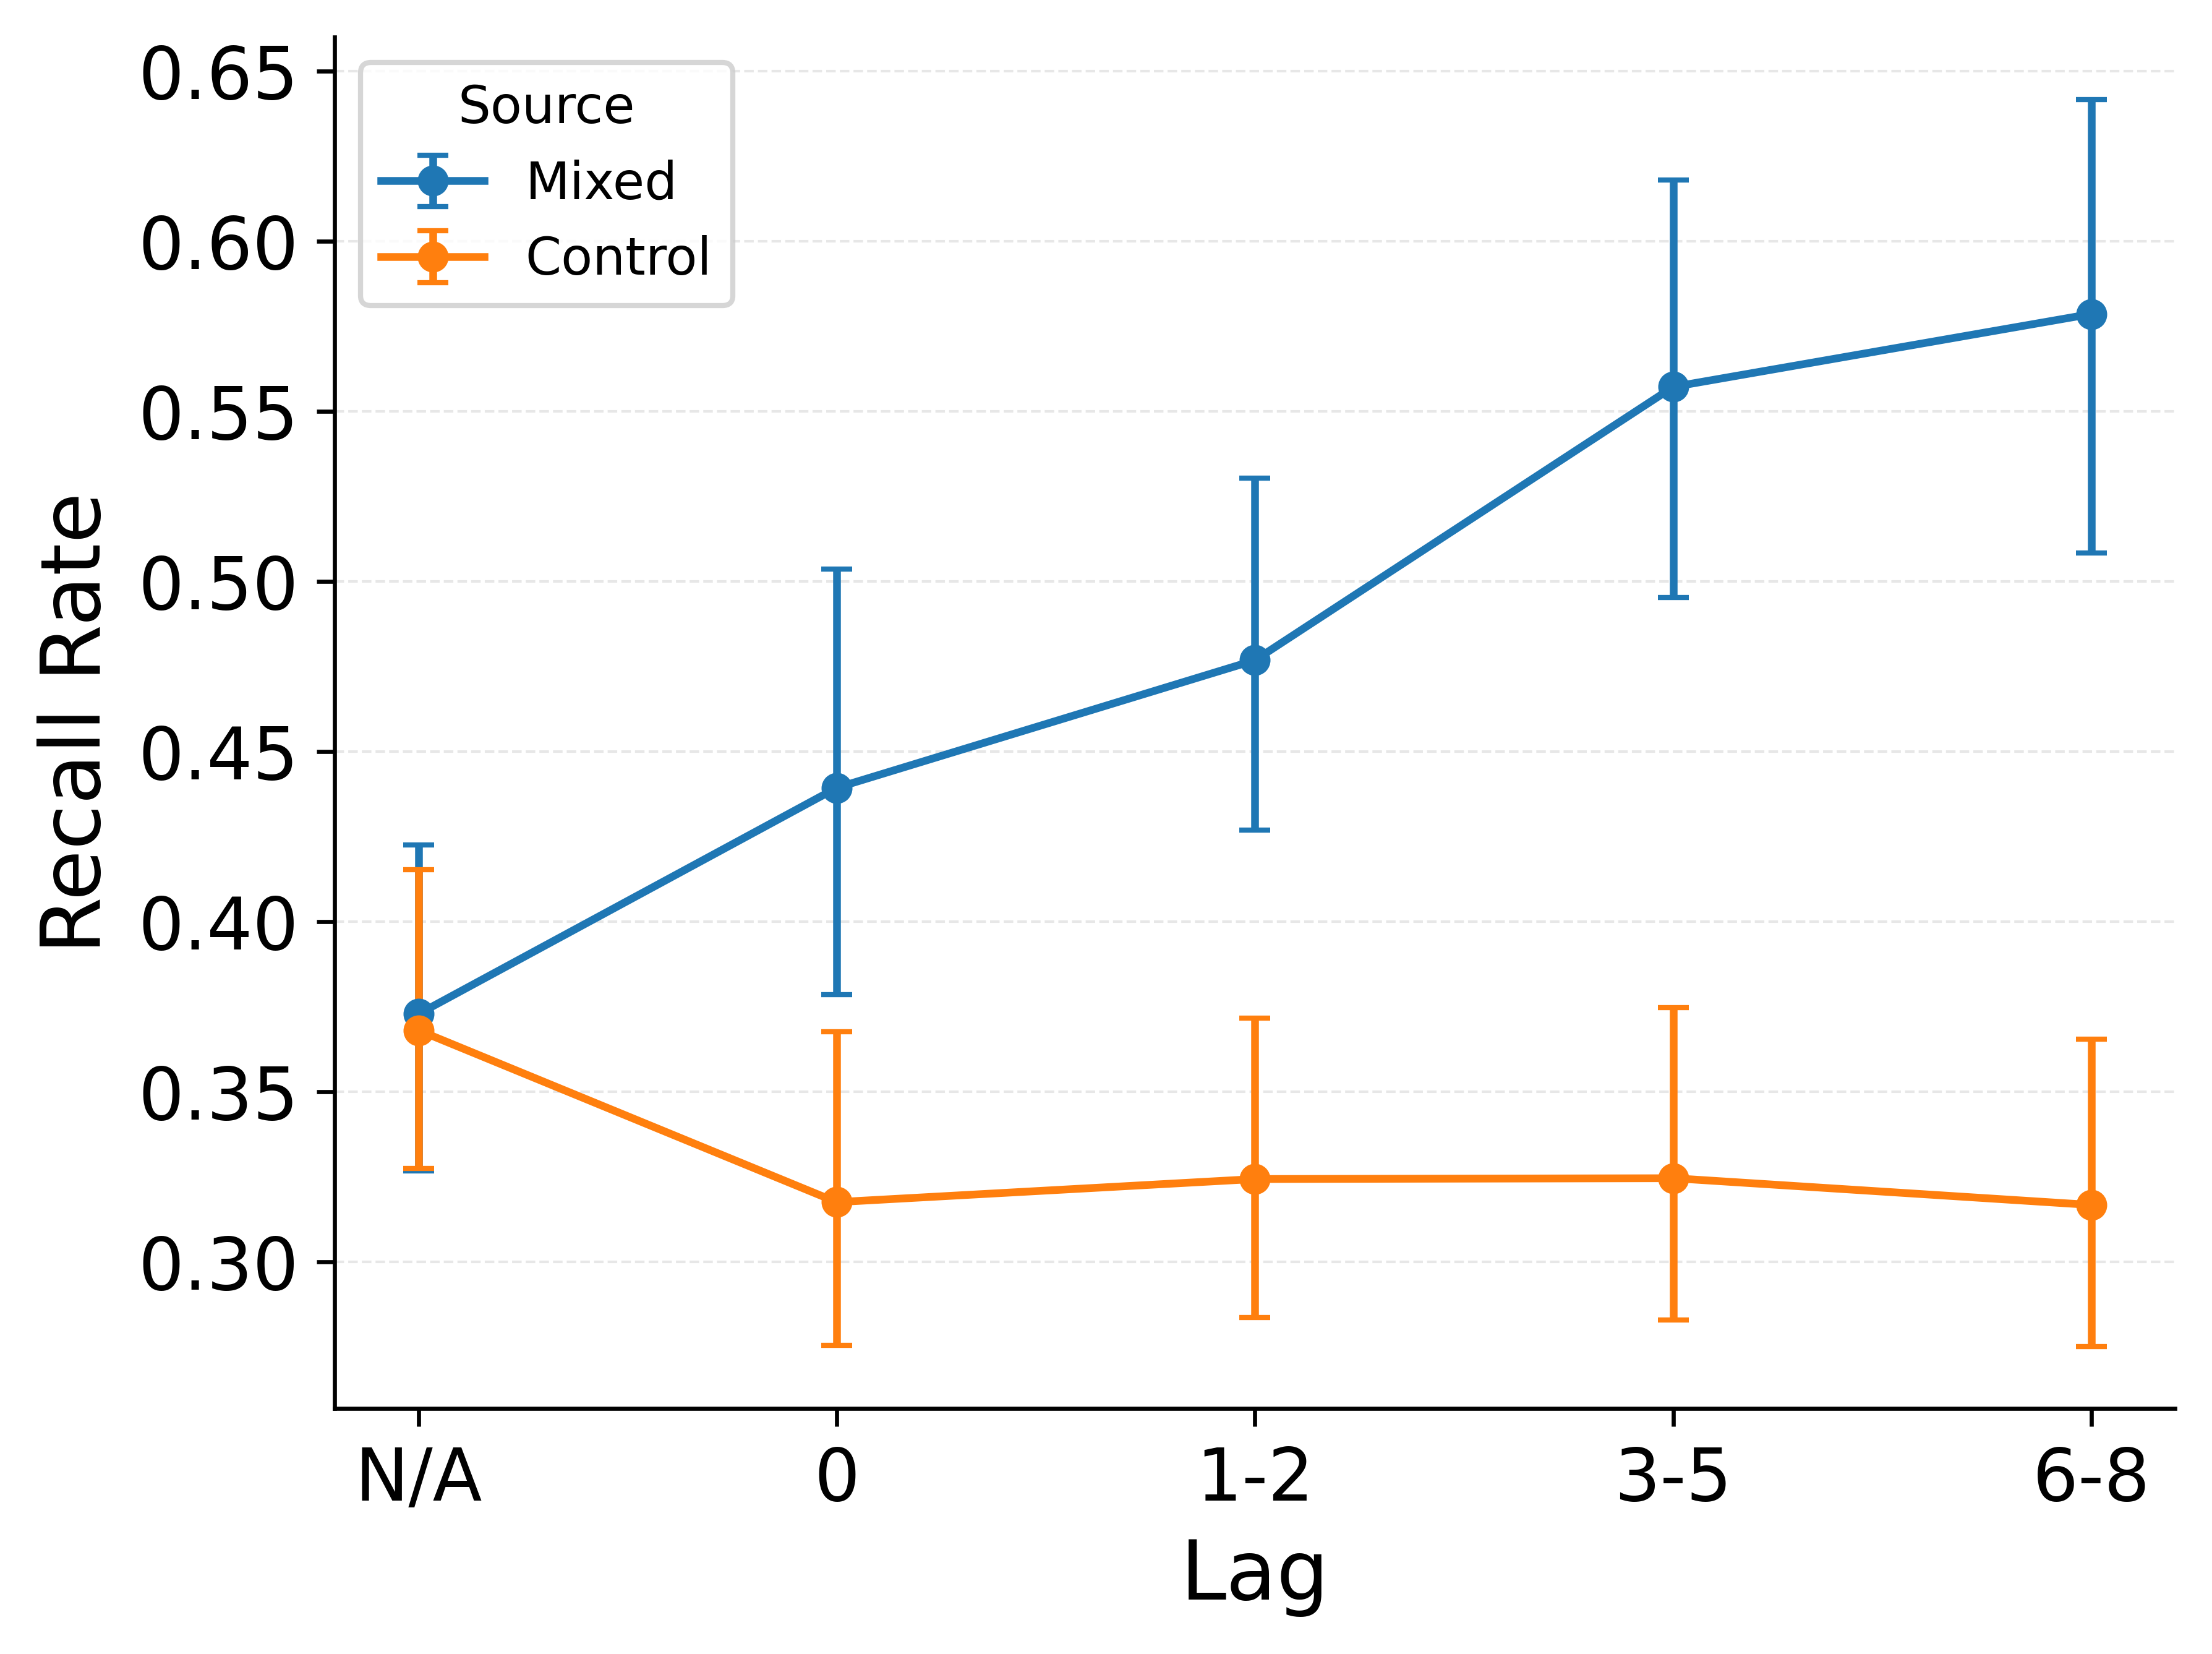 0.65
0.60
0.55
0.50
0.45
0.40
0.35
0.30
Recall Rate
Source
Mixed
Control
N/A 0 1-2 3-5 6-8
Lag